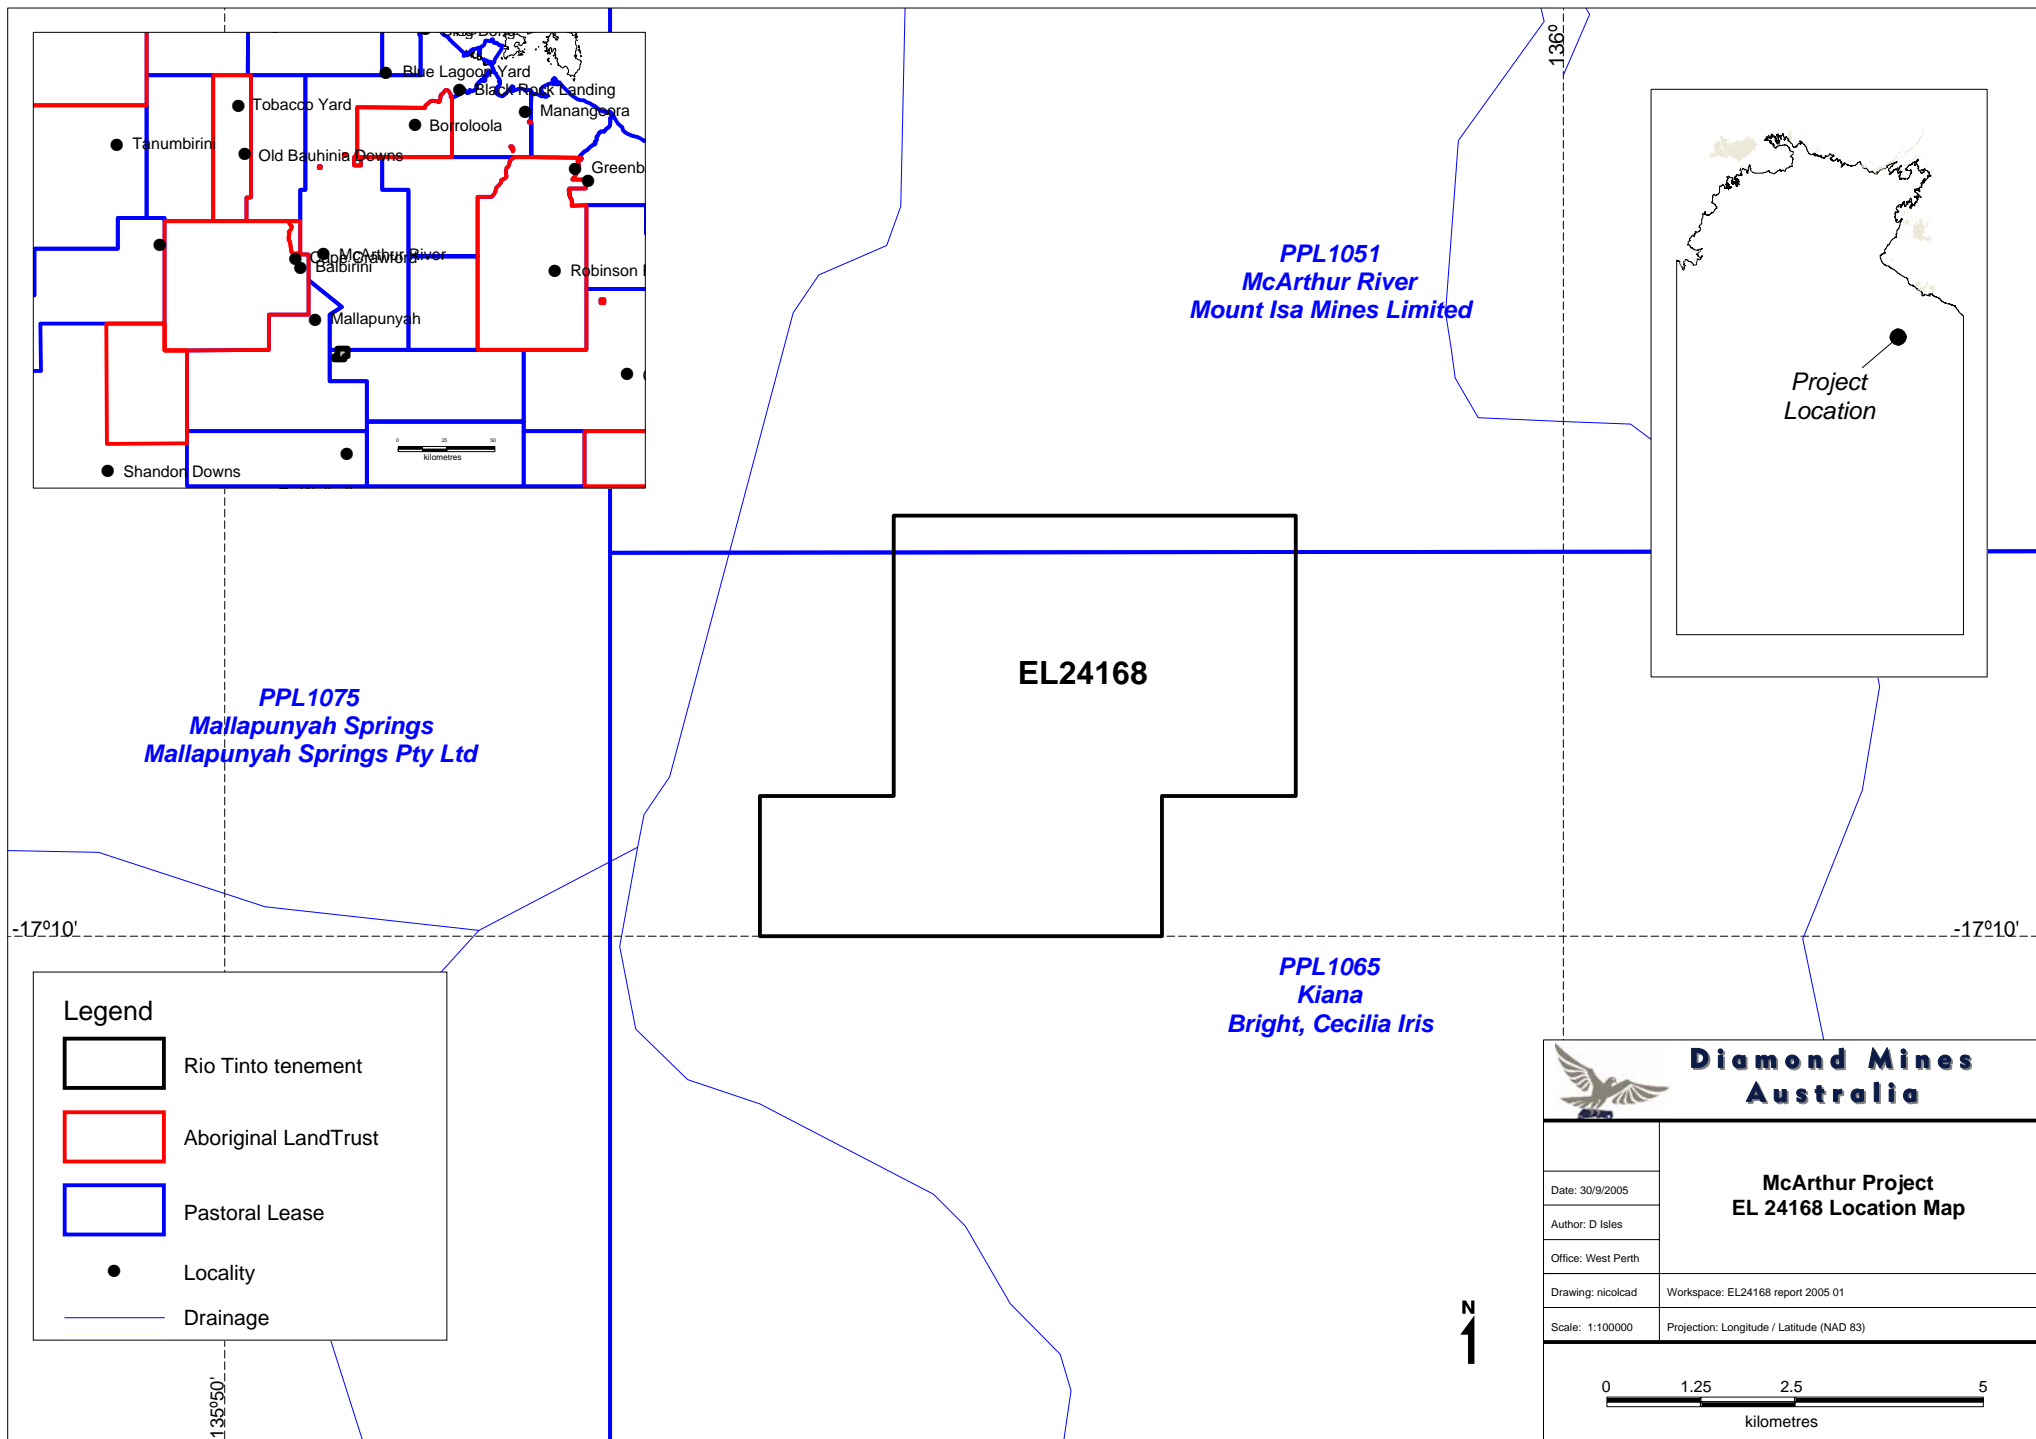 Blue Lagoon Yard
Black Rock Landing
Tobacco Yard
Manangoora
Borroloola
Tanumbirini
Old Bauhinia Downs
Greenb
McArthur River
Cape Crawford
Balbirini
Robinson
Mallapunyah
0 25 50
kilometres
Shandon Downs
136º
PPL1051
McArthur River
Mount Isa Mines Limited
Project
Location
EL24168
PPL1075
Mallapunyah Springs
Mallapunyah Springs Pty Ltd
-17º10'
-17º10'
PPL1065
Kiana
Bright, Cecilia Iris
Legend
Rio Tinto tenement
Aboriginal LandTrust
Pastoral Lease
Locality
Drainage
135º50'
N
Diamond Mines
Australia
McArthur Project
EL 24168 Location Map
Date: 30/9/2005
Author: D Isles
Office: West Perth
Drawing: nicolcad
Workspace: EL24168 report 2005 01
Scale: 1:100000
Projection: Longitude / Latitude (NAD 83)
0 1.25 2.5 5
kilometres